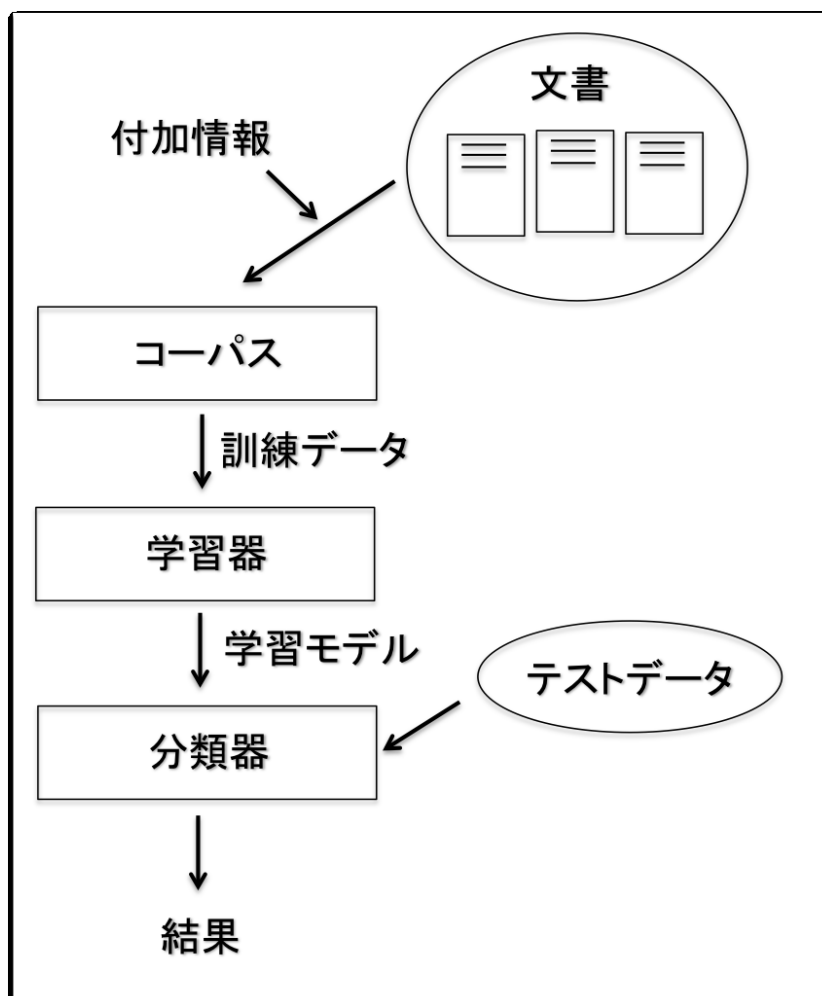 文書
付加情報
コーパス
訓練データ
学習器
学習モデル
テストデータ
分類器
結果